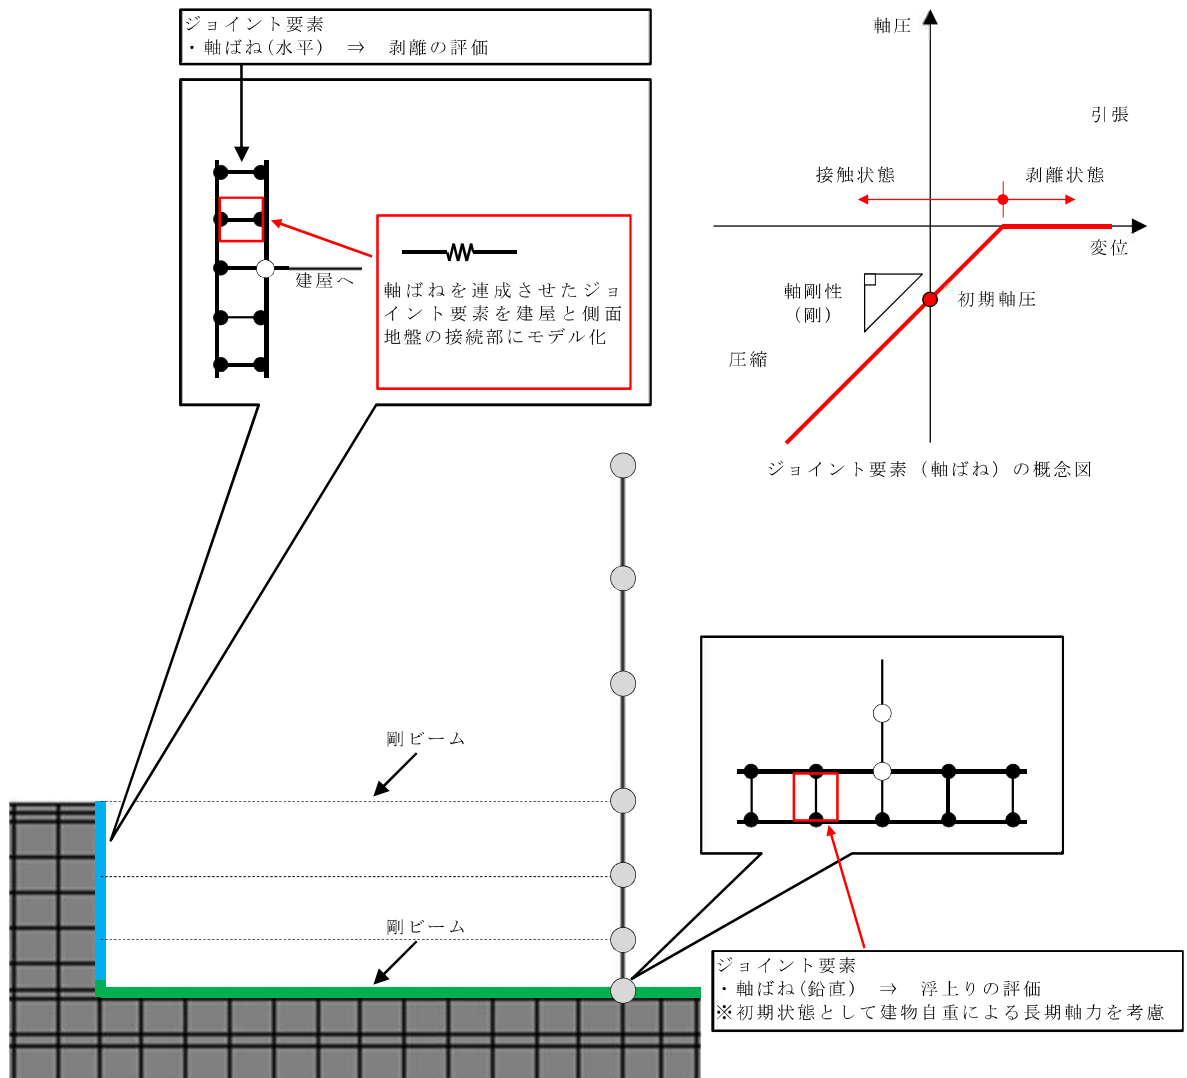 ジョイント要素
・軸ばね(水平) ⇒ 剥離の評価
建屋へ
軸ばねを連成させたジョ
イント要素を建屋と側面
地盤の接続部にモデル化
軸圧
引張
接触状態
剥離状態
変位
軸剛性
(剛)
初期軸圧
圧縮
ジョイント要素(軸ばね)の概念図
剛ビーム
剛ビーム
ジョイント要素
・軸ばね(鉛直) ⇒ 浮上りの評価
※初期状態として建物自重による長期軸力を考慮